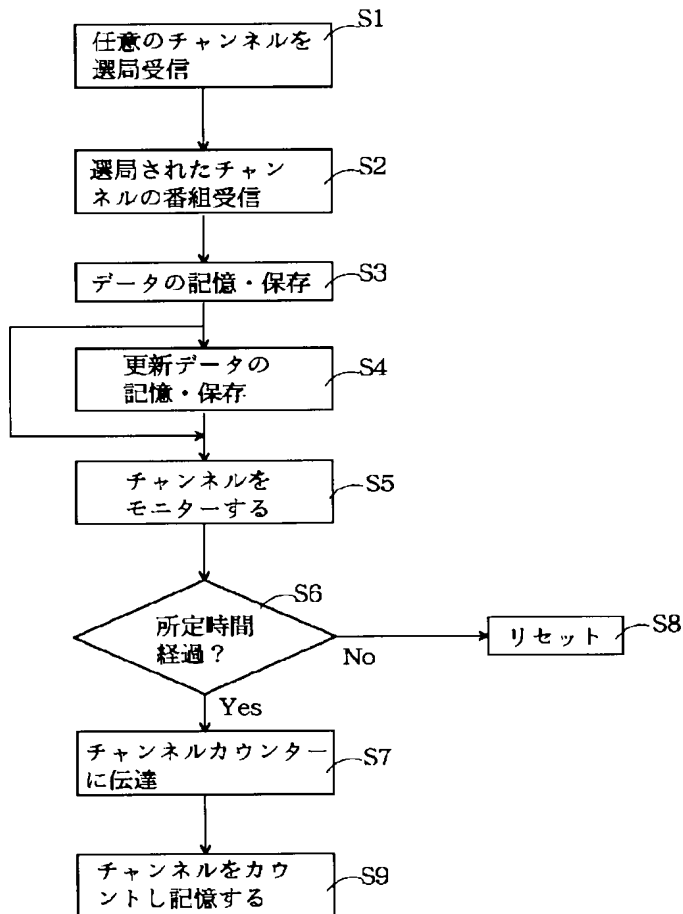 S1
任意のチャンネルを
選局受信
S2
選局されたチャン
ネルの番組受信
S3
データの記憶・保存
S4
更新データの
記憶・保存
S5
チャンネルを
モニターする
S6
所定時間
経過？
No
S8
リセット
Yes
S7
チャンネルカウンター
に伝達
S9
チャンネルをカウ
ントし記憶する